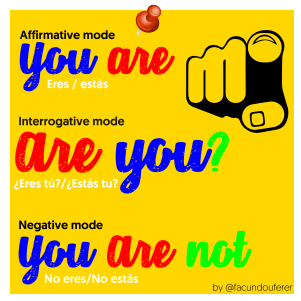 Affirmative mode
You are
Eres / estás
Interrogative mode
are you?
¿Eres tú?/¿Estás tu?
Negative mode
You are not
No eres/No estás
by @facundouferer